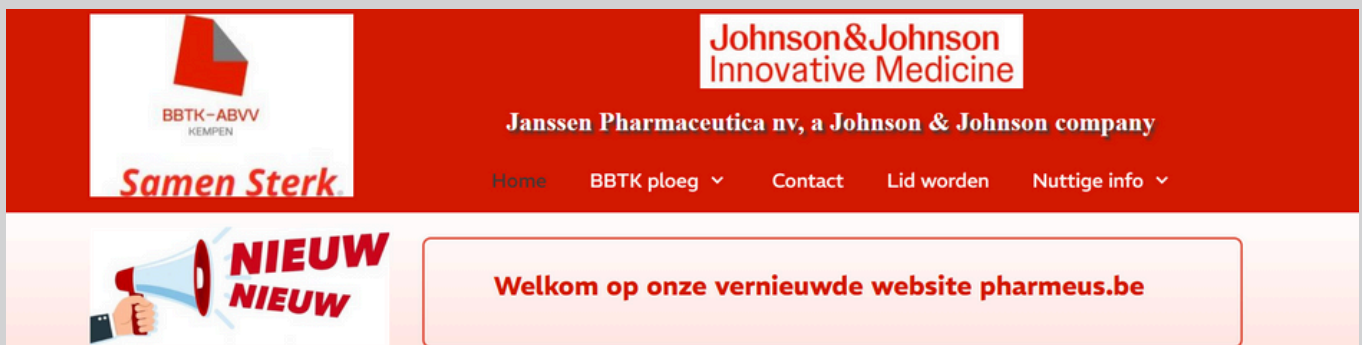 BBTK-ABVV
KEMPEN
Samen Sterk.
Johnson&Johnson
Innovative Medicine
Janssen Pharmaceutica nv, a Johnson & Johnson company
Home BBTK ploeg Contact Lid worden Nuttige info
NIEUW
NIEUW
Welkom op onze vernieuwde website pharmeus.be